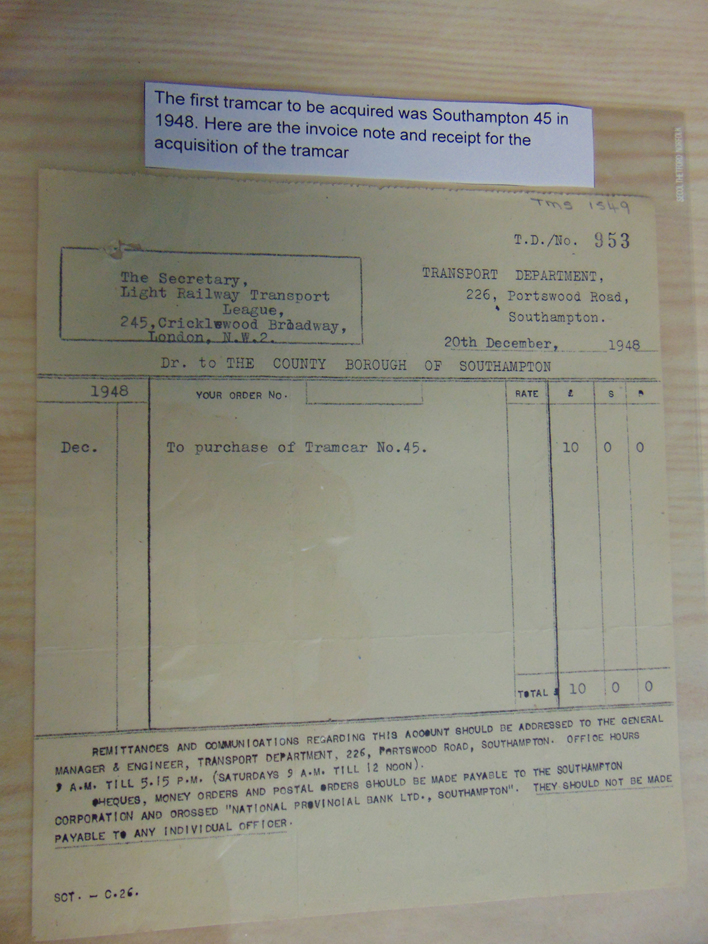 The first tramcar to be acquired was Southampton 45 in
1948. Here are the invoice note and receipt for the
acquisition of the tramcar
TMS 1549
T.D./No. 953
The Secretary,
Light Railway Transport
League,
245,Cricklewood Broadway,
London, N.W.2.
TRANSPORT DEPARTMENT,
226, Portswood Road,
Southampton.
20th December, 1948
Dr. to THE COUNTY BOROUGH OF SOUTHAMPTON
1948 YOUR ORDER No. RATE £ S D
Dec. To purchase of Tramcar No.45. 10 0 0
TOTAL £ 10 0 0
REMITTANCES AND COMMUNICATIONS REGARDING THIS ACCOUNT SHOULD BE ADDRESSED TO THE GENERAL
MANAGER & ENGINEER, TRANSPORT DEPARTMENT, 226, PORTSWOOD ROAD, SOUTHAMPTON. OFFICE HOURS
9 A.M. TILL 5.15 P.M. (SATURDAYS 9 A.M. TILL 12 NOON).
CHEQUES, MONEY ORDERS AND POSTAL ORDERS SHOULD BE MADE PAYABLE TO THE SOUTHAMPTON
CORPORATION AND CROSSED "NATIONAL PROVINCIAL BANK LTD., SOUTHAMPTON". THEY SHOULD NOT BE MADE
PAYABLE TO ANY INDIVIDUAL OFFICER.
SCT. - C.26.